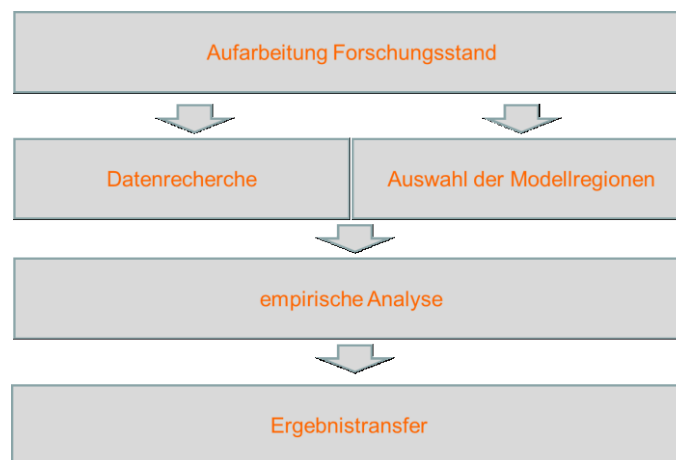 Aufarbeitung Forschungsstand
Datenrecherche
Auswahl der Modellregionen
empirische Analyse
Ergebnistransfer